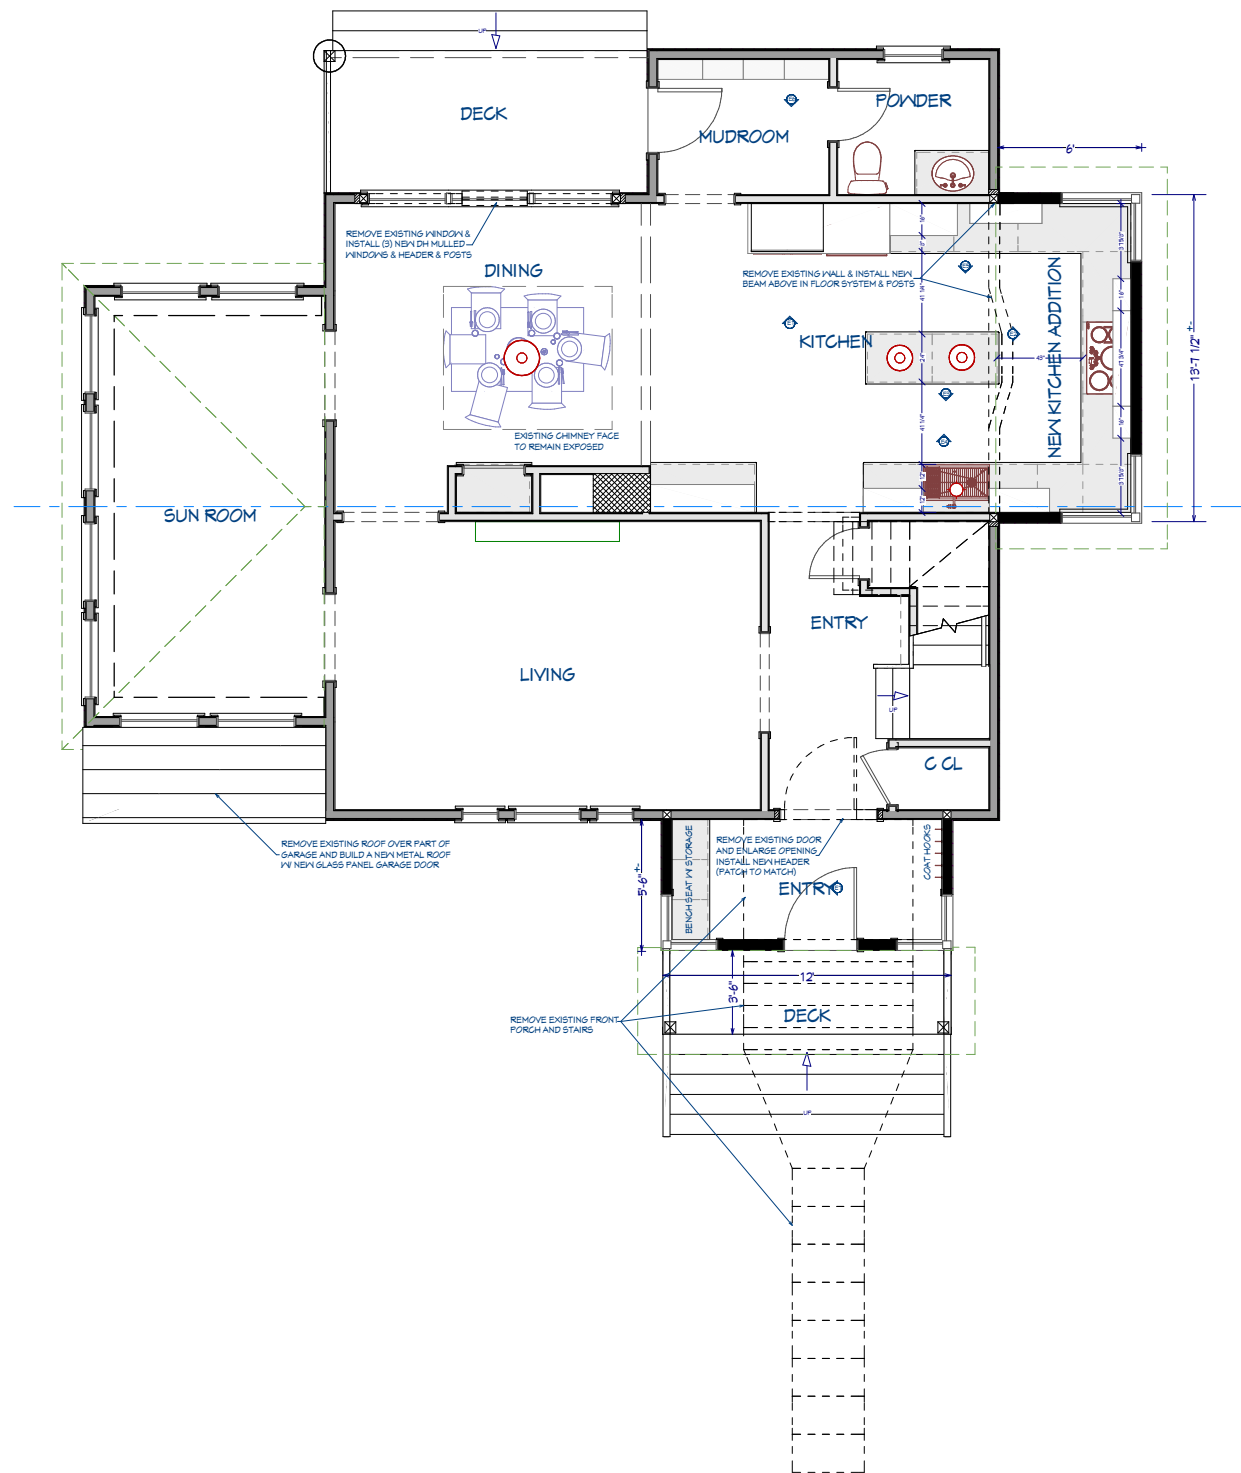 UP
DECK
POWDER
MUDROOM
6'
REMOVE EXISTING WINDOW &
INSTALL (3) NEW DH MULLED
WINDOWS & HEADER & POSTS
DINING
REMOVE EXISTING WALL & INSTALL NEW
BEAM ABOVE IN FLOOR SYSTEM & POSTS
KITCHEN
NEW KITCHEN ADDITION
13'-7 1/2" +-
EXISTING CHIMNEY FACE
TO REMAIN EXPOSED
SUN ROOM
ENTRY
LIVING
UP
C CL
REMOVE EXISTING ROOF OVER PART OF
GARAGE AND BUILD A NEW METAL ROOF
W/ NEW GLASS PANEL GARAGE DOOR
5'-6" +-
BENCH SEAT W/ STORAGE
REMOVE EXISTING DOOR
AND ENLARGE OPENING
INSTALL NEW HEADER
(PATCH TO MATCH)
COAT HOOKS
ENTRY
12'
3'-6"
DECK
REMOVE EXISTING FRONT
PORCH AND STAIRS
UP